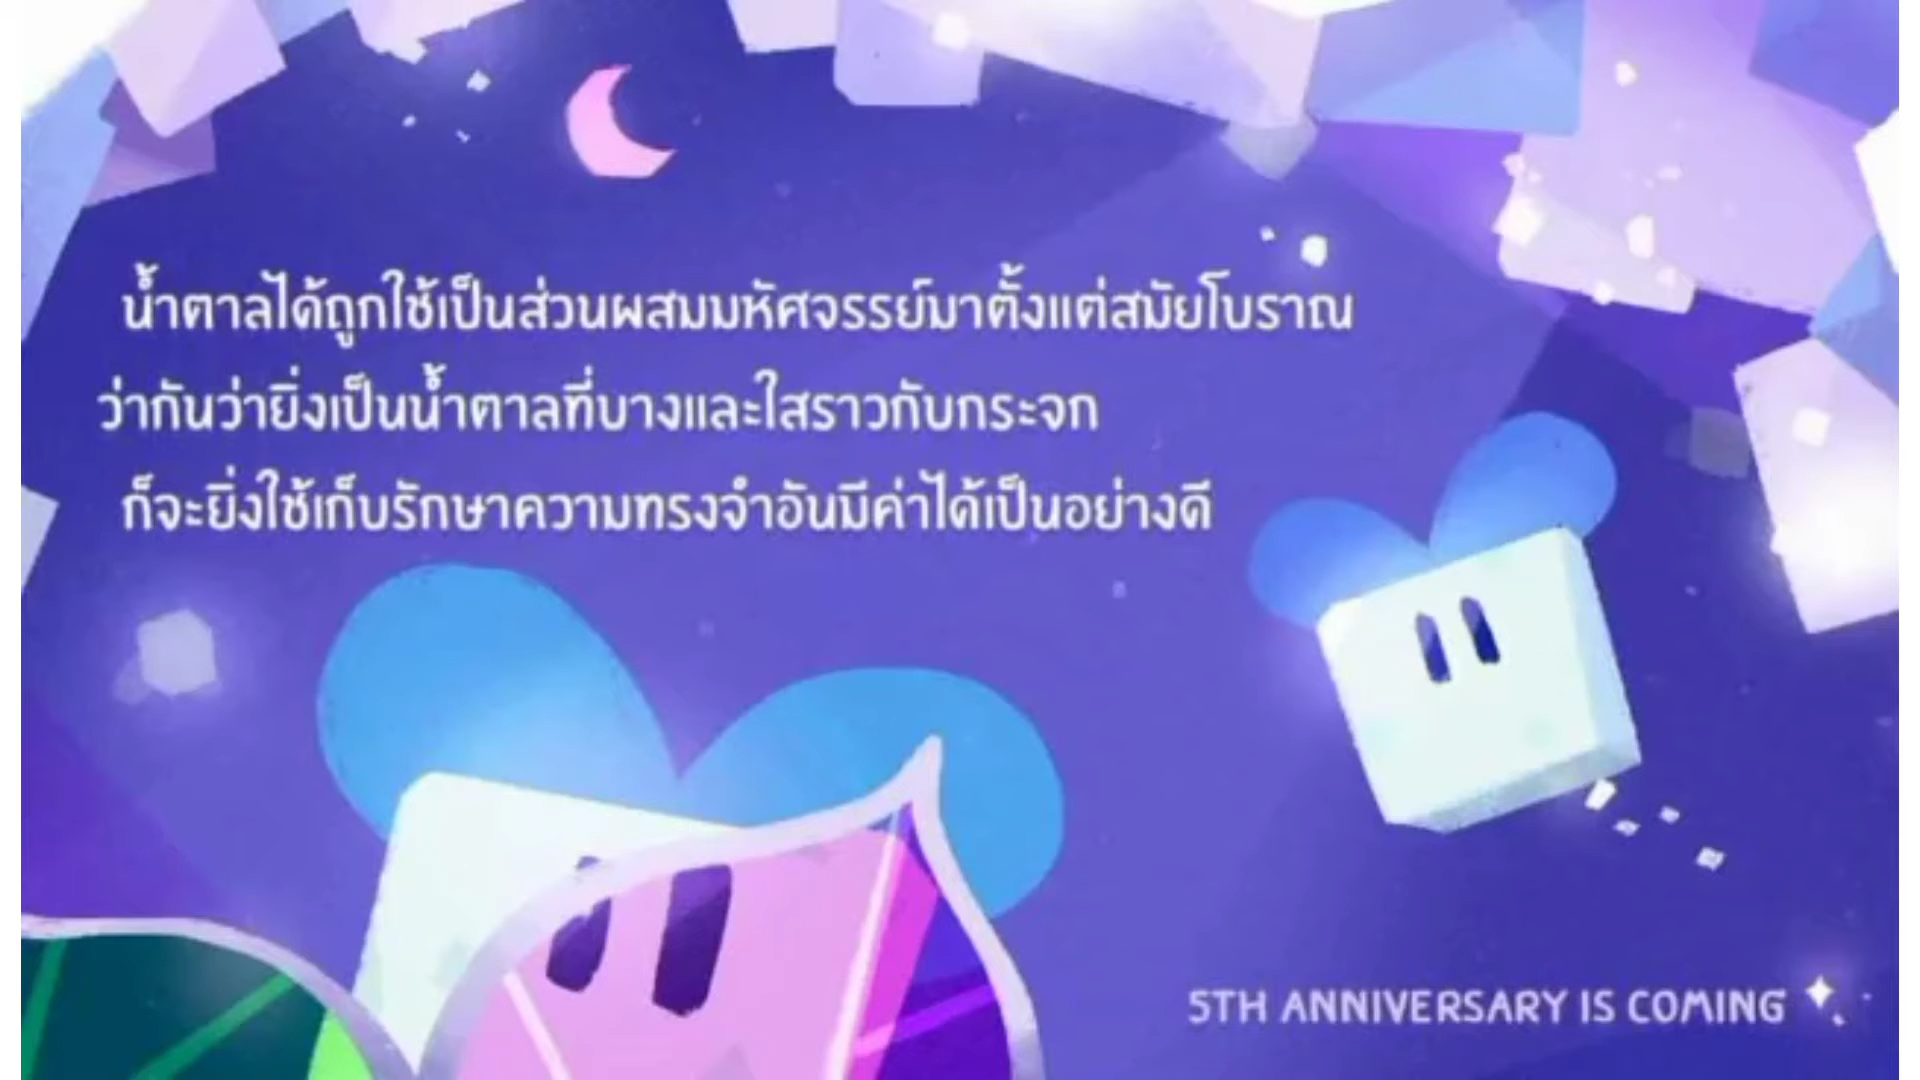 น้ำตาลได้ถูกใช้เป็นส่วนผสมมหัศจรรย์มาตั้งแต่สมัยโบราณ
ว่ากันว่ายิ่งเป็นน้ำตาลที่บางและใสราวกับกระจก
ก็จะยิ่งใช้เก็บรักษาความทรงจำอันมีค่าได้เป็นอย่างดี
5TH ANNIVERSARY IS COMING